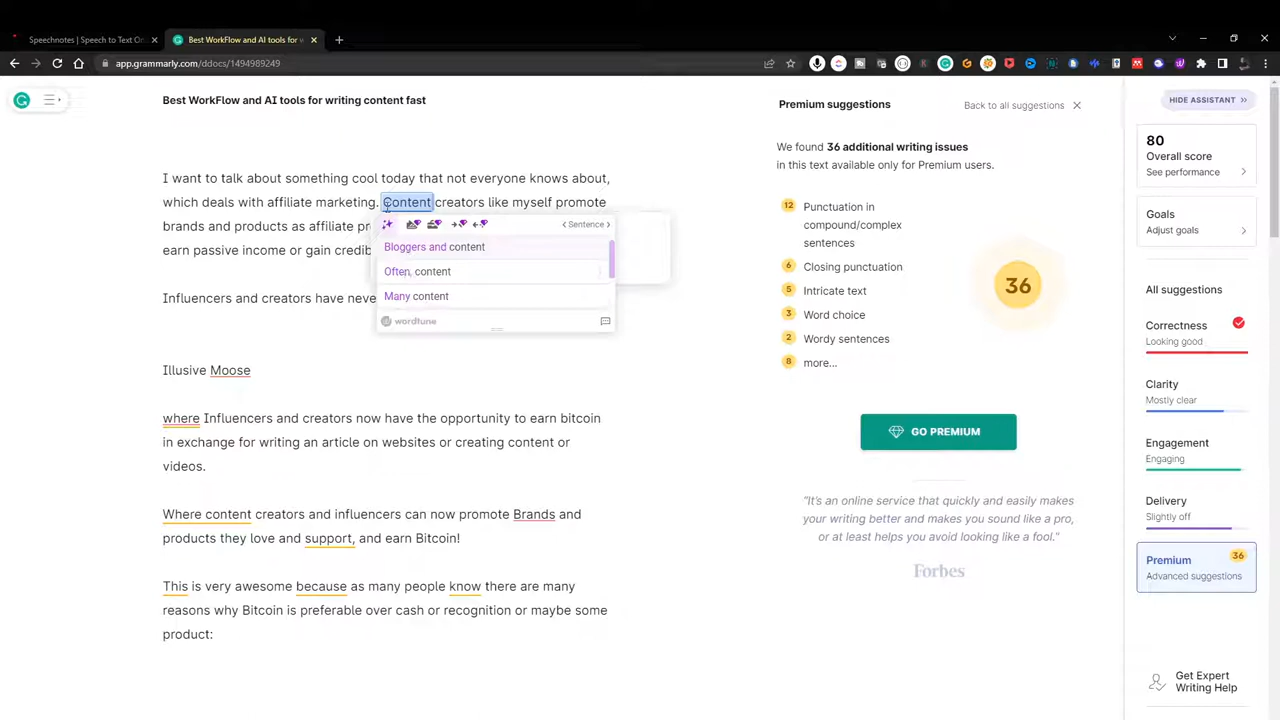 Speechnotes | Speech to Text On
Best WorkFlow and AI tools for w
app.grammarly.com/ddocs/1494989249
Best WorkFlow and AI tools for writing content fast
I want to talk about something cool today that not everyone knows about,
which deals with affiliate marketing. Content creators like myself promote
brands and products as affiliate pr
earn passive income or gain credib
Sentence
Bloggers and content
Often, content
Many content
wordtune
Influencers and creators have neve
Illusive Moose
where Influencers and creators now have the opportunity to earn bitcoin
in exchange for writing an article on websites or creating content or
videos.
Where content creators and influencers can now promote Brands and
products they love and support, and earn Bitcoin!
This is very awesome because as many people know there are many
reasons why Bitcoin is preferable over cash or recognition or maybe some
product:
Premium suggestions
Back to all suggestions
We found 36 additional writing issues
in this text available only for Premium users.
12 Punctuation in
compound/complex
sentences
6 Closing punctuation
5 Intricate text
3 Word choice
2 Wordy sentences
8 more...
36
GO PREMIUM
"It's an online service that quickly and easily makes
your writing better and makes you sound like a pro,
or at least helps you avoid looking like a fool."
Forbes
HIDE ASSISTANT
80
Overall score
See performance
Goals
Adjust goals
All suggestions
Correctness
Looking good
Clarity
Mostly clear
Engagement
Engaging
Delivery
Slightly off
Premium 36
Advanced suggestions
Get Expert
Writing Help